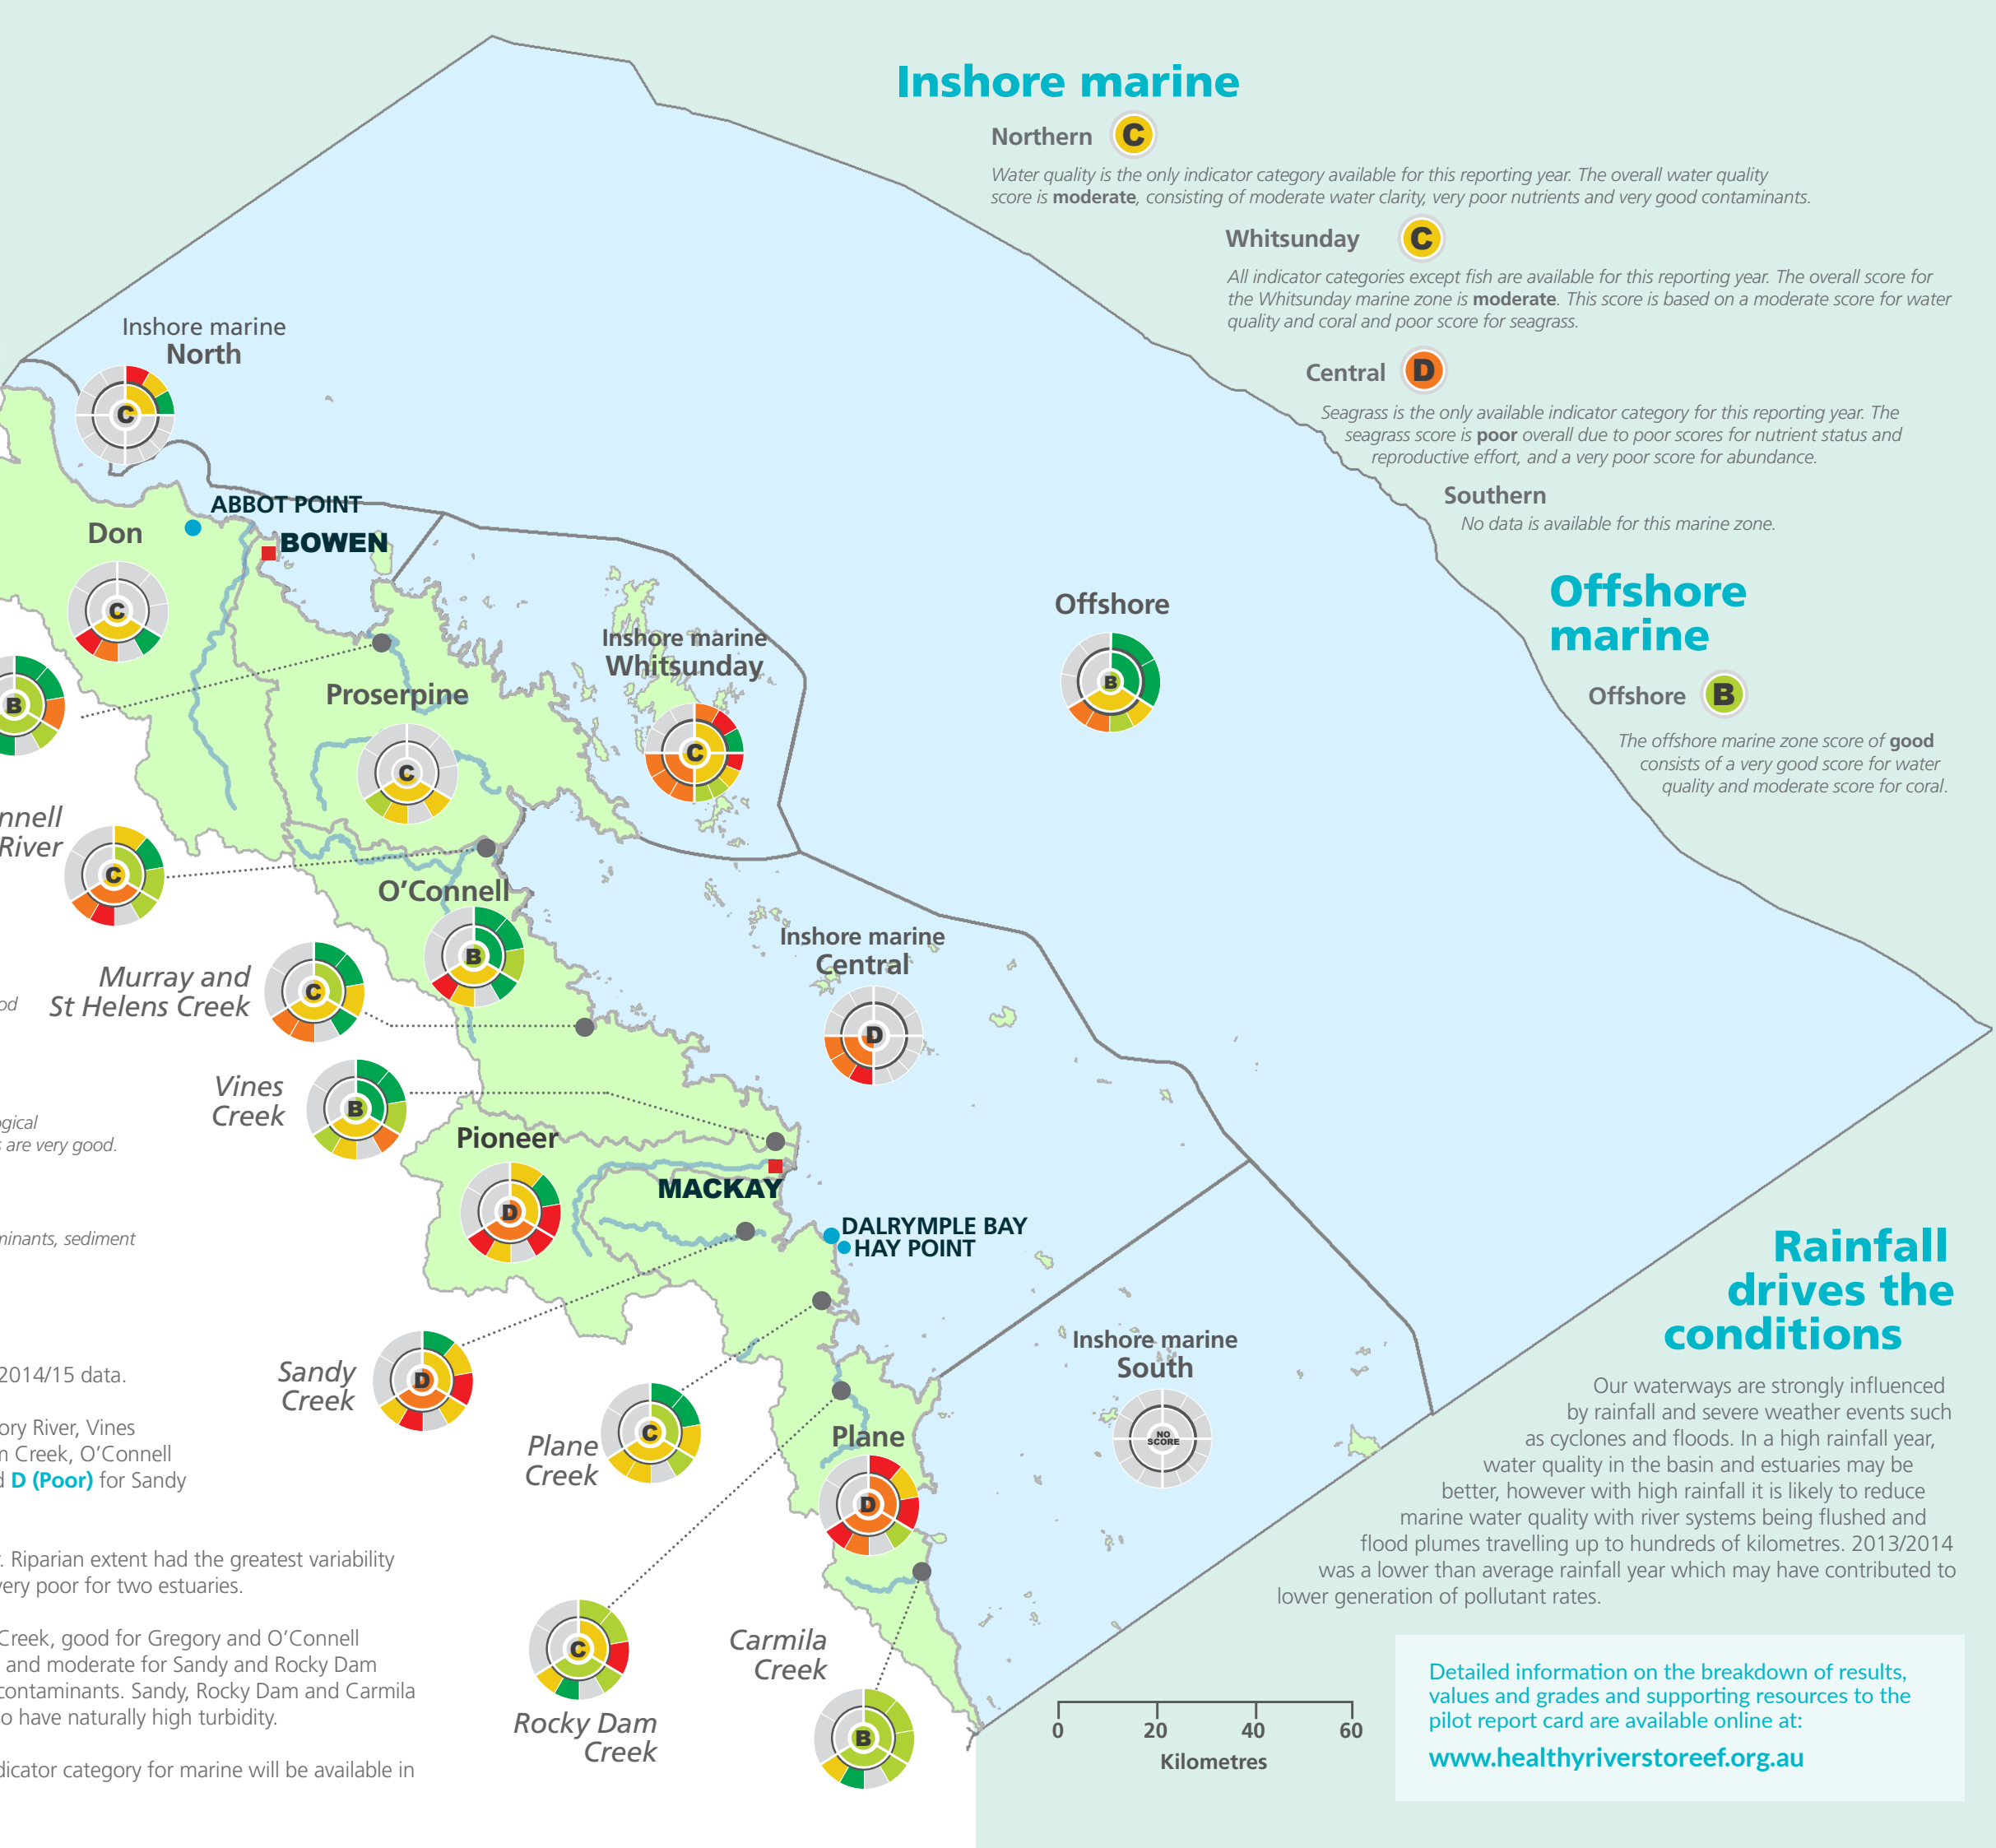 Inshore marine
Northern C
Water quality is the only indicator category available for this reporting year. The overall water quality
score is moderate, consisting of moderate water clarity, very poor nutrients and very good contaminants.
Whitsunday C
All indicator categories except fish are available for this reporting year. The overall score for
the Whitsunday marine zone is moderate. This score is based on a moderate score for water
quality and coral and poor score for seagrass.
Central D
Seagrass is the only available indicator category for this reporting year. The
seagrass score is poor overall due to poor scores for nutrient status and
reproductive effort, and a very poor score for abundance.
Southern
No data is available for this marine zone.
Offshore
marine
Offshore B
The offshore marine zone score of good
consists of a very good score for water
quality and moderate score for coral.
Inshore marine
North
C
ABBOT POINT
BOWEN
Don
C
B
Proserpine
C
Inshore marine
Whitsunday
C
Offshore
B
nnell
River
C
O'Connell
B
Murray and
St Helens Creek
C
Inshore marine
Central
D
od
Vines
Creek
B
ogical
s are very good.
Pioneer
D
MACKAY
DALRYMPLE BAY
HAY POINT
minants, sediment
Sandy
Creek
D
Plane
Creek
C
Plane
D
Inshore marine
South
NO
SCORE
Rocky Dam
Creek
C
Carmila
Creek
B
2014/15 data.
ory River, Vines
m Creek, O'Connell
d D (Poor) for Sandy
r. Riparian extent had the greatest variability
very poor for two estuaries.
Creek, good for Gregory and O'Connell
and moderate for Sandy and Rocky Dam
contaminants. Sandy, Rocky Dam and Carmila
o have naturally high turbidity.
dicator category for marine will be available in
0 20 40 60
Kilometres
Rainfall
drives the
conditions
Our waterways are strongly influenced
by rainfall and severe weather events such
as cyclones and floods. In a high rainfall year,
water quality in the basin and estuaries may be
better, however with high rainfall it is likely to reduce
marine water quality with river systems being flushed and
flood plumes travelling up to hundreds of kilometres. 2013/2014
was a lower than average rainfall year which may have contributed to
lower generation of pollutant rates.
Detailed information on the breakdown of results,
values and grades and supporting resources to the
pilot report card are available online at:
www.healthyriverstoreef.org.au